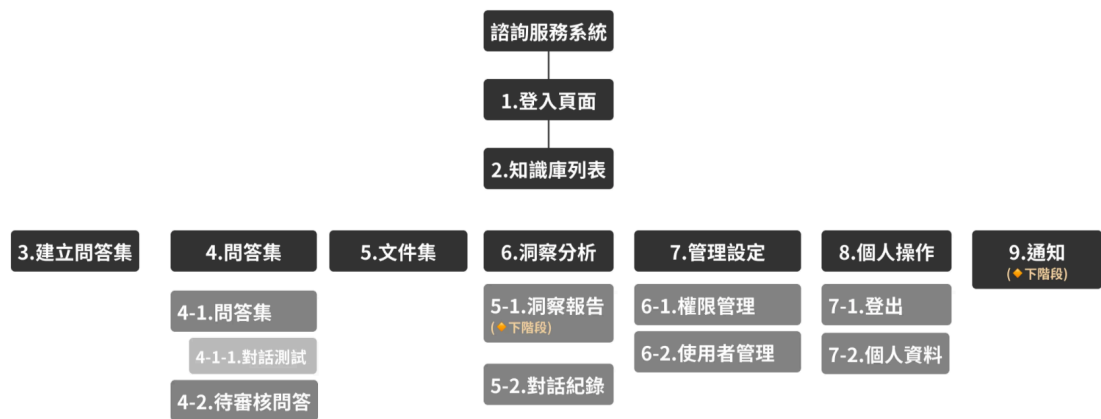 諮詢服務系統
1.登入頁面
2.知識庫列表
3.建立問答集
4.問答集
5.文件集
6.洞察分析
7.管理設定
8.個人操作
9.通知
(🔸下階段)
4-1.問答集
4-1-1.對話測試
4-2.待審核問答
5-1.洞察報告
(🔸下階段)
5-2.對話紀錄
6-1.權限管理
6-2.使用者管理
7-1.登出
7-2.個人資料